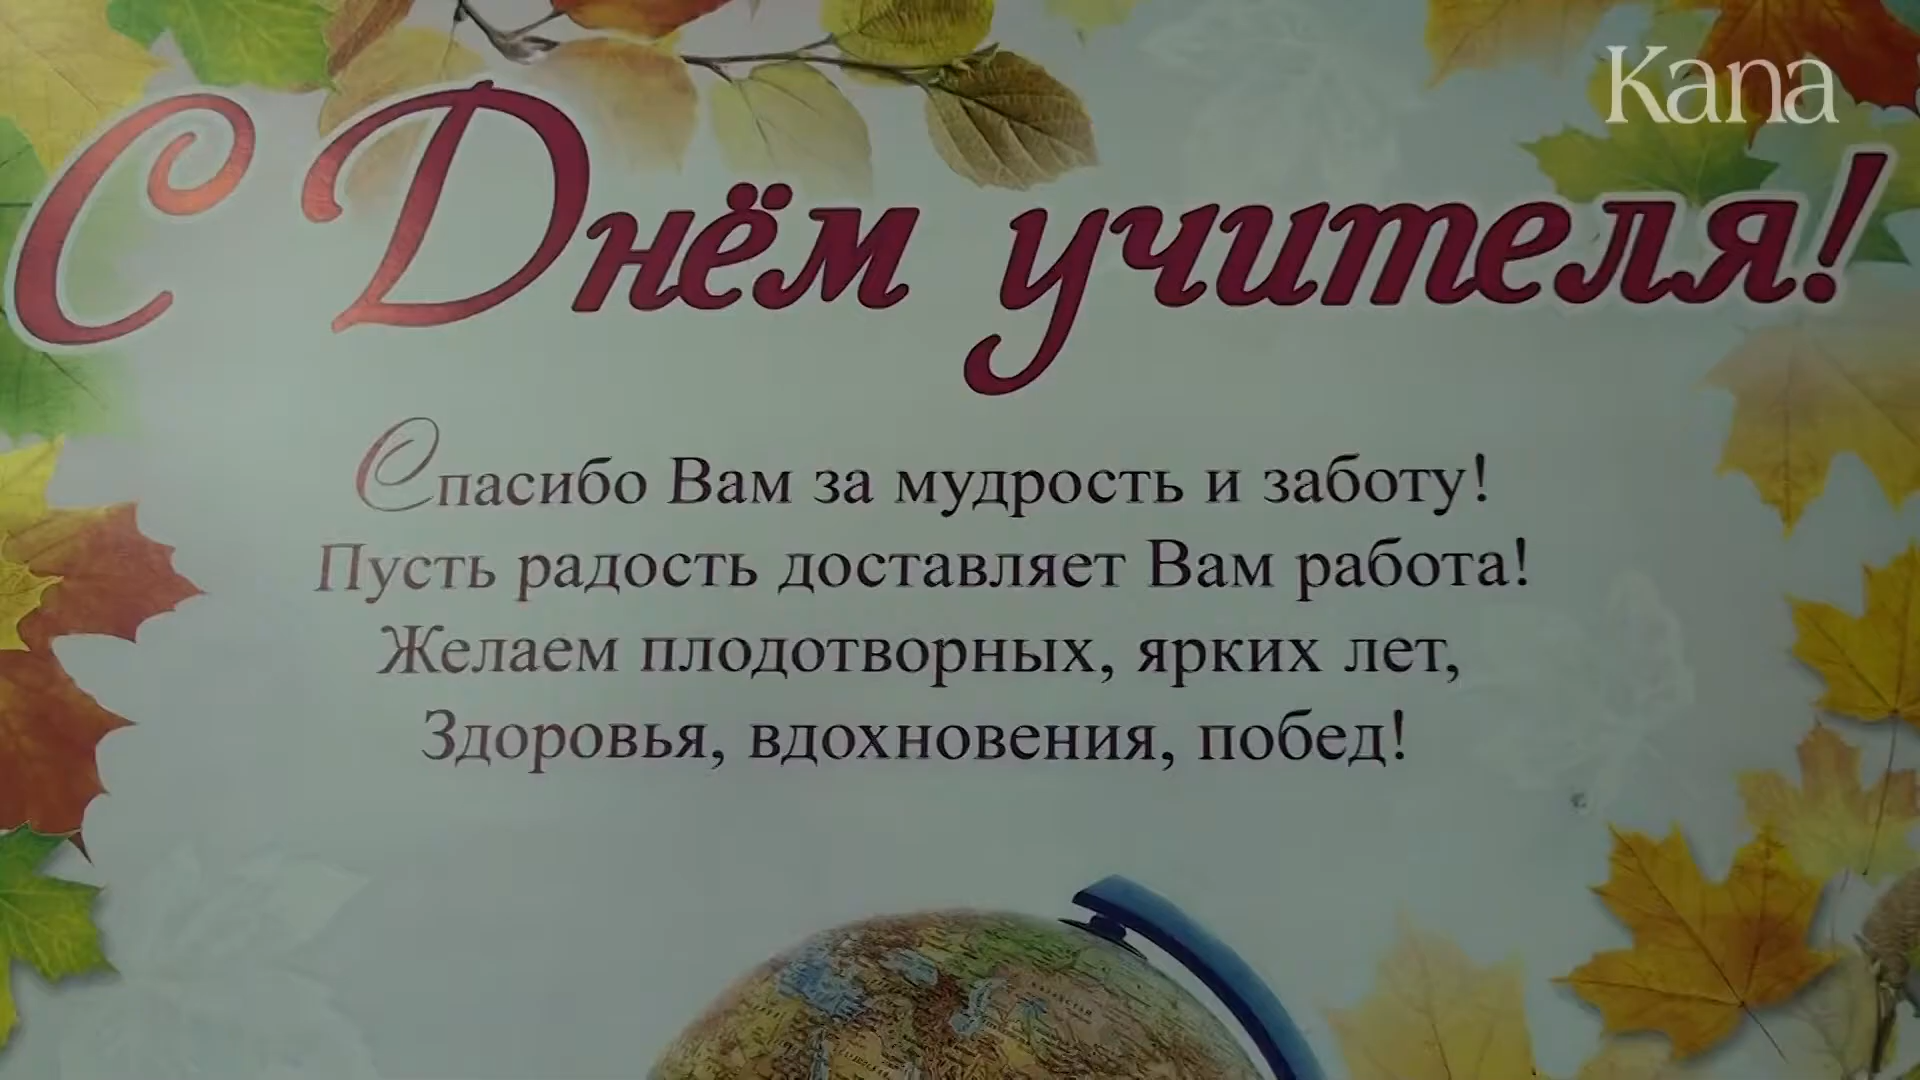 Kana
С Днём учителя!
Спасибо Вам за мудрость и заботу!
Пусть радость доставляет Вам работа!
Желаем плодотворных, ярких лет,
Здоровья, вдохновения, побед!
КАЗАХСТАН